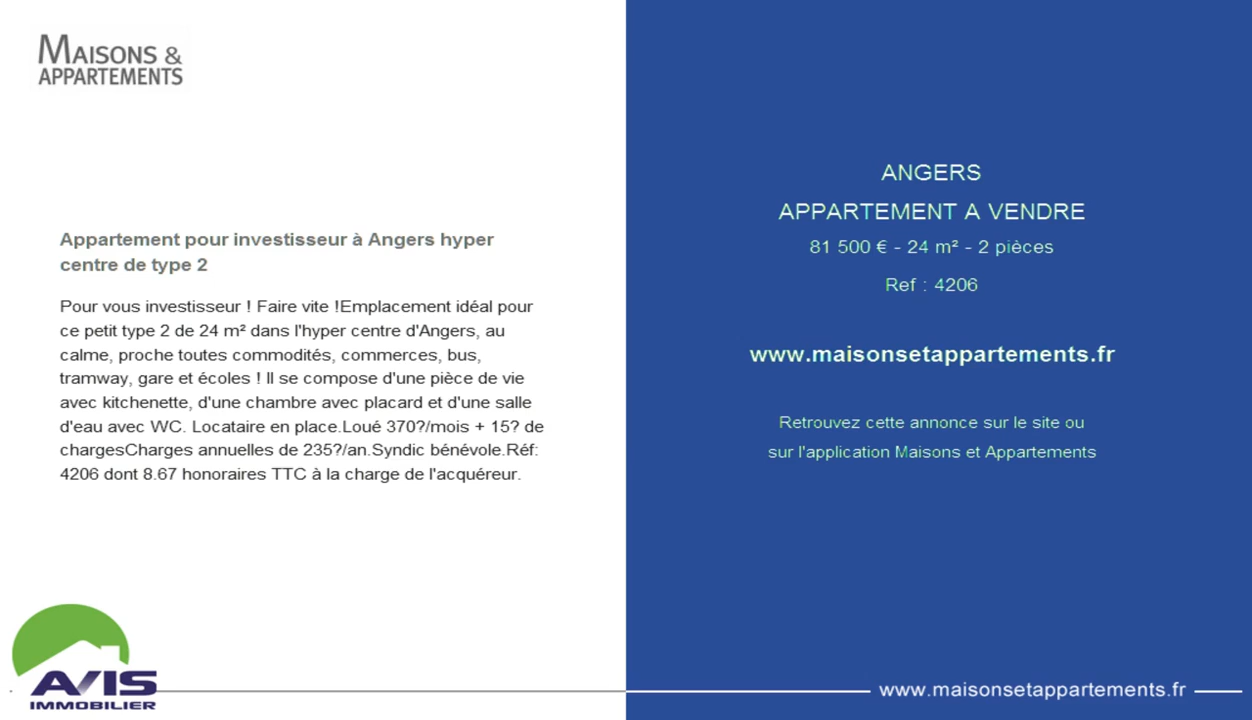 MAISONS &
APPARTEMENTS
Appartement pour investisseur à Angers hyper
centre de type 2
Pour vous investisseur ! Faire vite !Emplacement idéal pour
ce petit type 2 de 24 m² dans l'hyper centre d'Angers, au
calme, proche toutes commodités, commerces, bus,
tramway, gare et écoles ! Il se compose d'une pièce de vie
avec kitchenette, d'une chambre avec placard et d'une salle
d'eau avec WC. Locataire en place.Loué 370?/mois + 15? de
chargesCharges annuelles de 235?/an.Syndic bénévole.Réf:
4206 dont 8.67 honoraires TTC à la charge de l'acquéreur.
AVIS
IMMOBILIER
ANGERS
APPARTEMENT A VENDRE
81 500 € - 24 m² - 2 pièces
Ref : 4206
www.maisonsetappartements.fr
Retrouvez cette annonce sur le site ou
sur l'application Maisons et Appartements
www.maisonsetappartements.fr